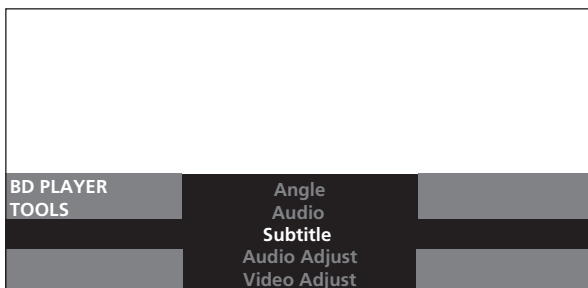 BD PLAYER
TOOLS
Angle
Audio
Subtitle
Audio Adjust
Video Adjust